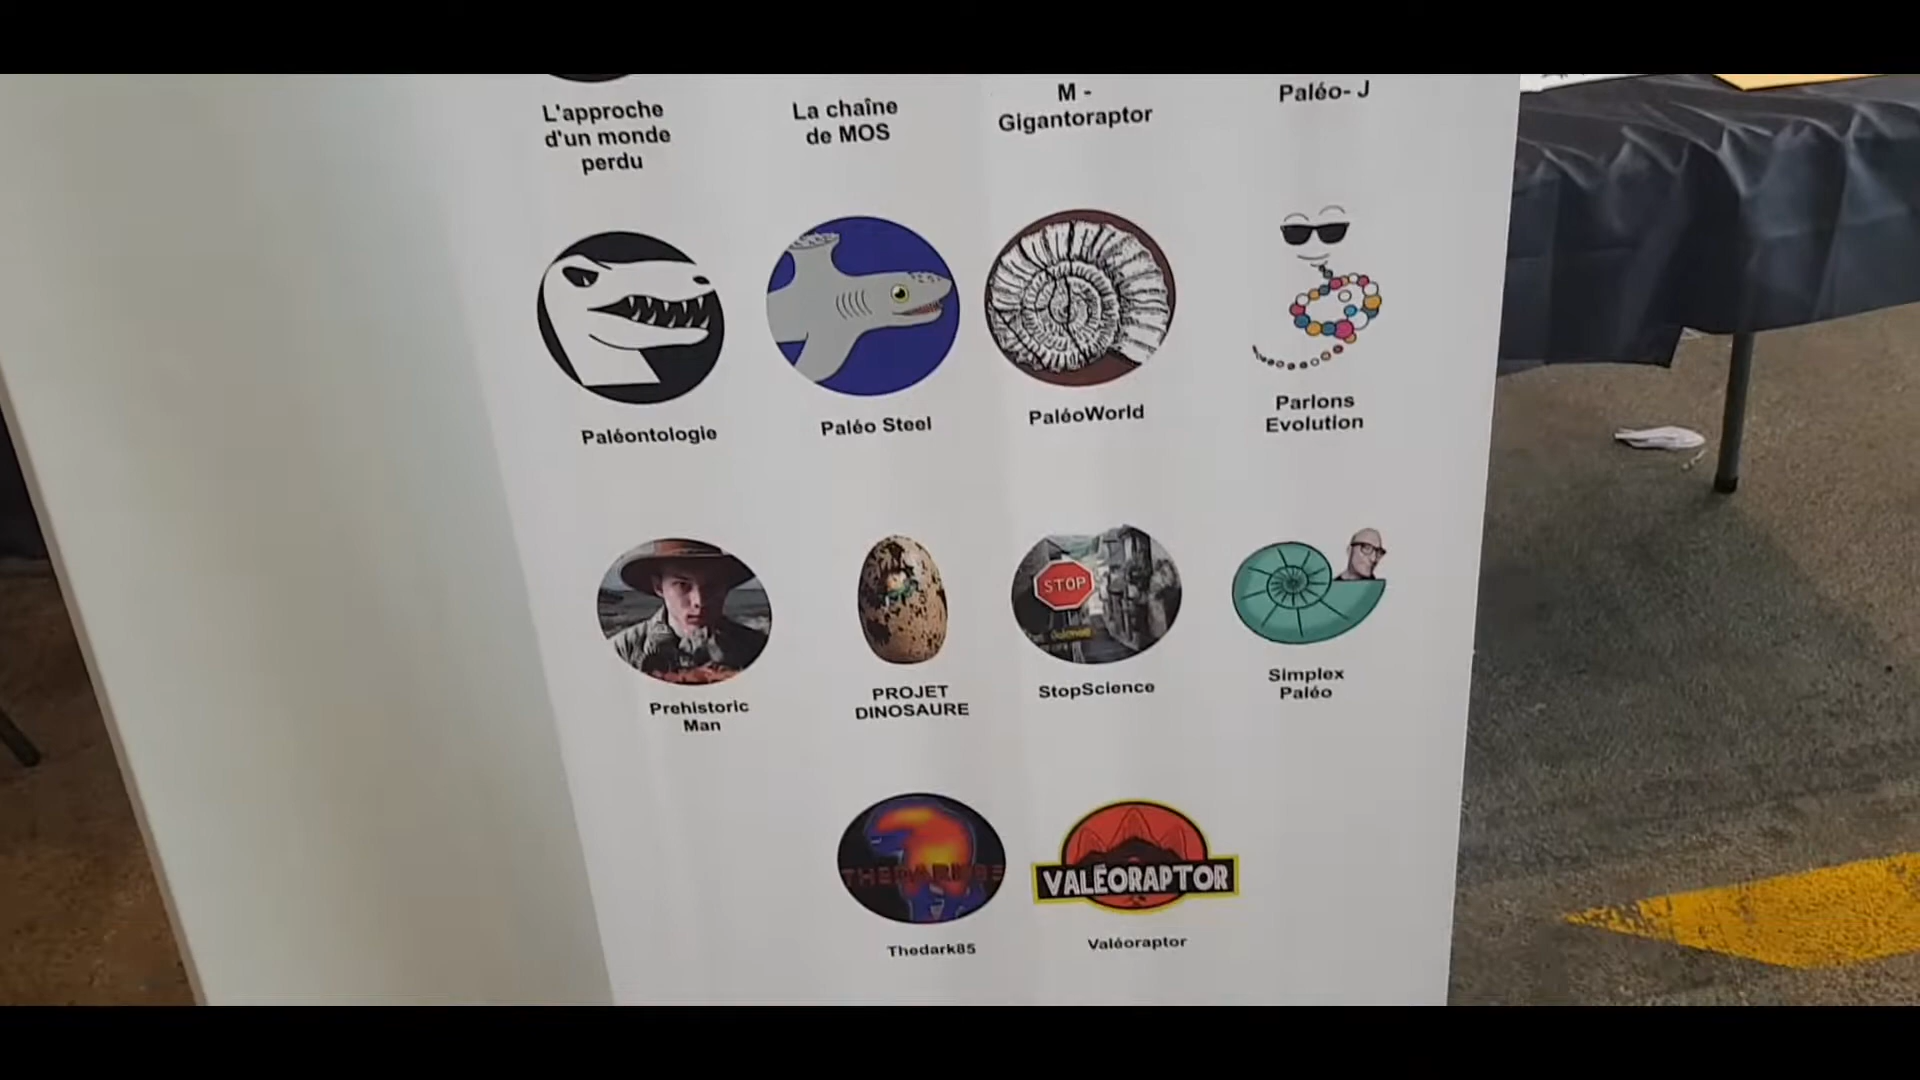 L'approche
d'un monde
perdu
La chaîne
de MOS
M -
Gigantoraptor
Paléo- J
Paléontologie
Paléo Steel
PaléoWorld
Parlons
Evolution
STOP
Prehistoric
Man
PROJET
DINOSAURE
StopScience
Simplex
Paléo
THEDARK85
VALÉORAPTOR
Thedark85
Valéoraptor